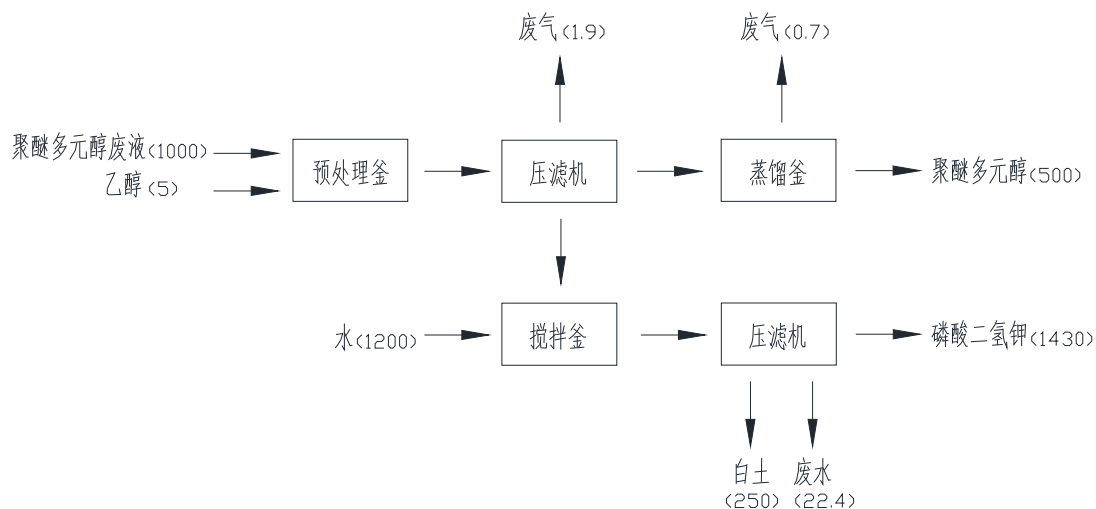 废气(1.9)
废气(0.7)
聚醚多元醇废液(1000)
乙醇(5)
预处理釜
压滤机
蒸馏釜
聚醚多元醇(500)
水(1200)
搅拌釜
压滤机
磷酸二氢钾(1430)
白土
(250)
废水
(22.4)